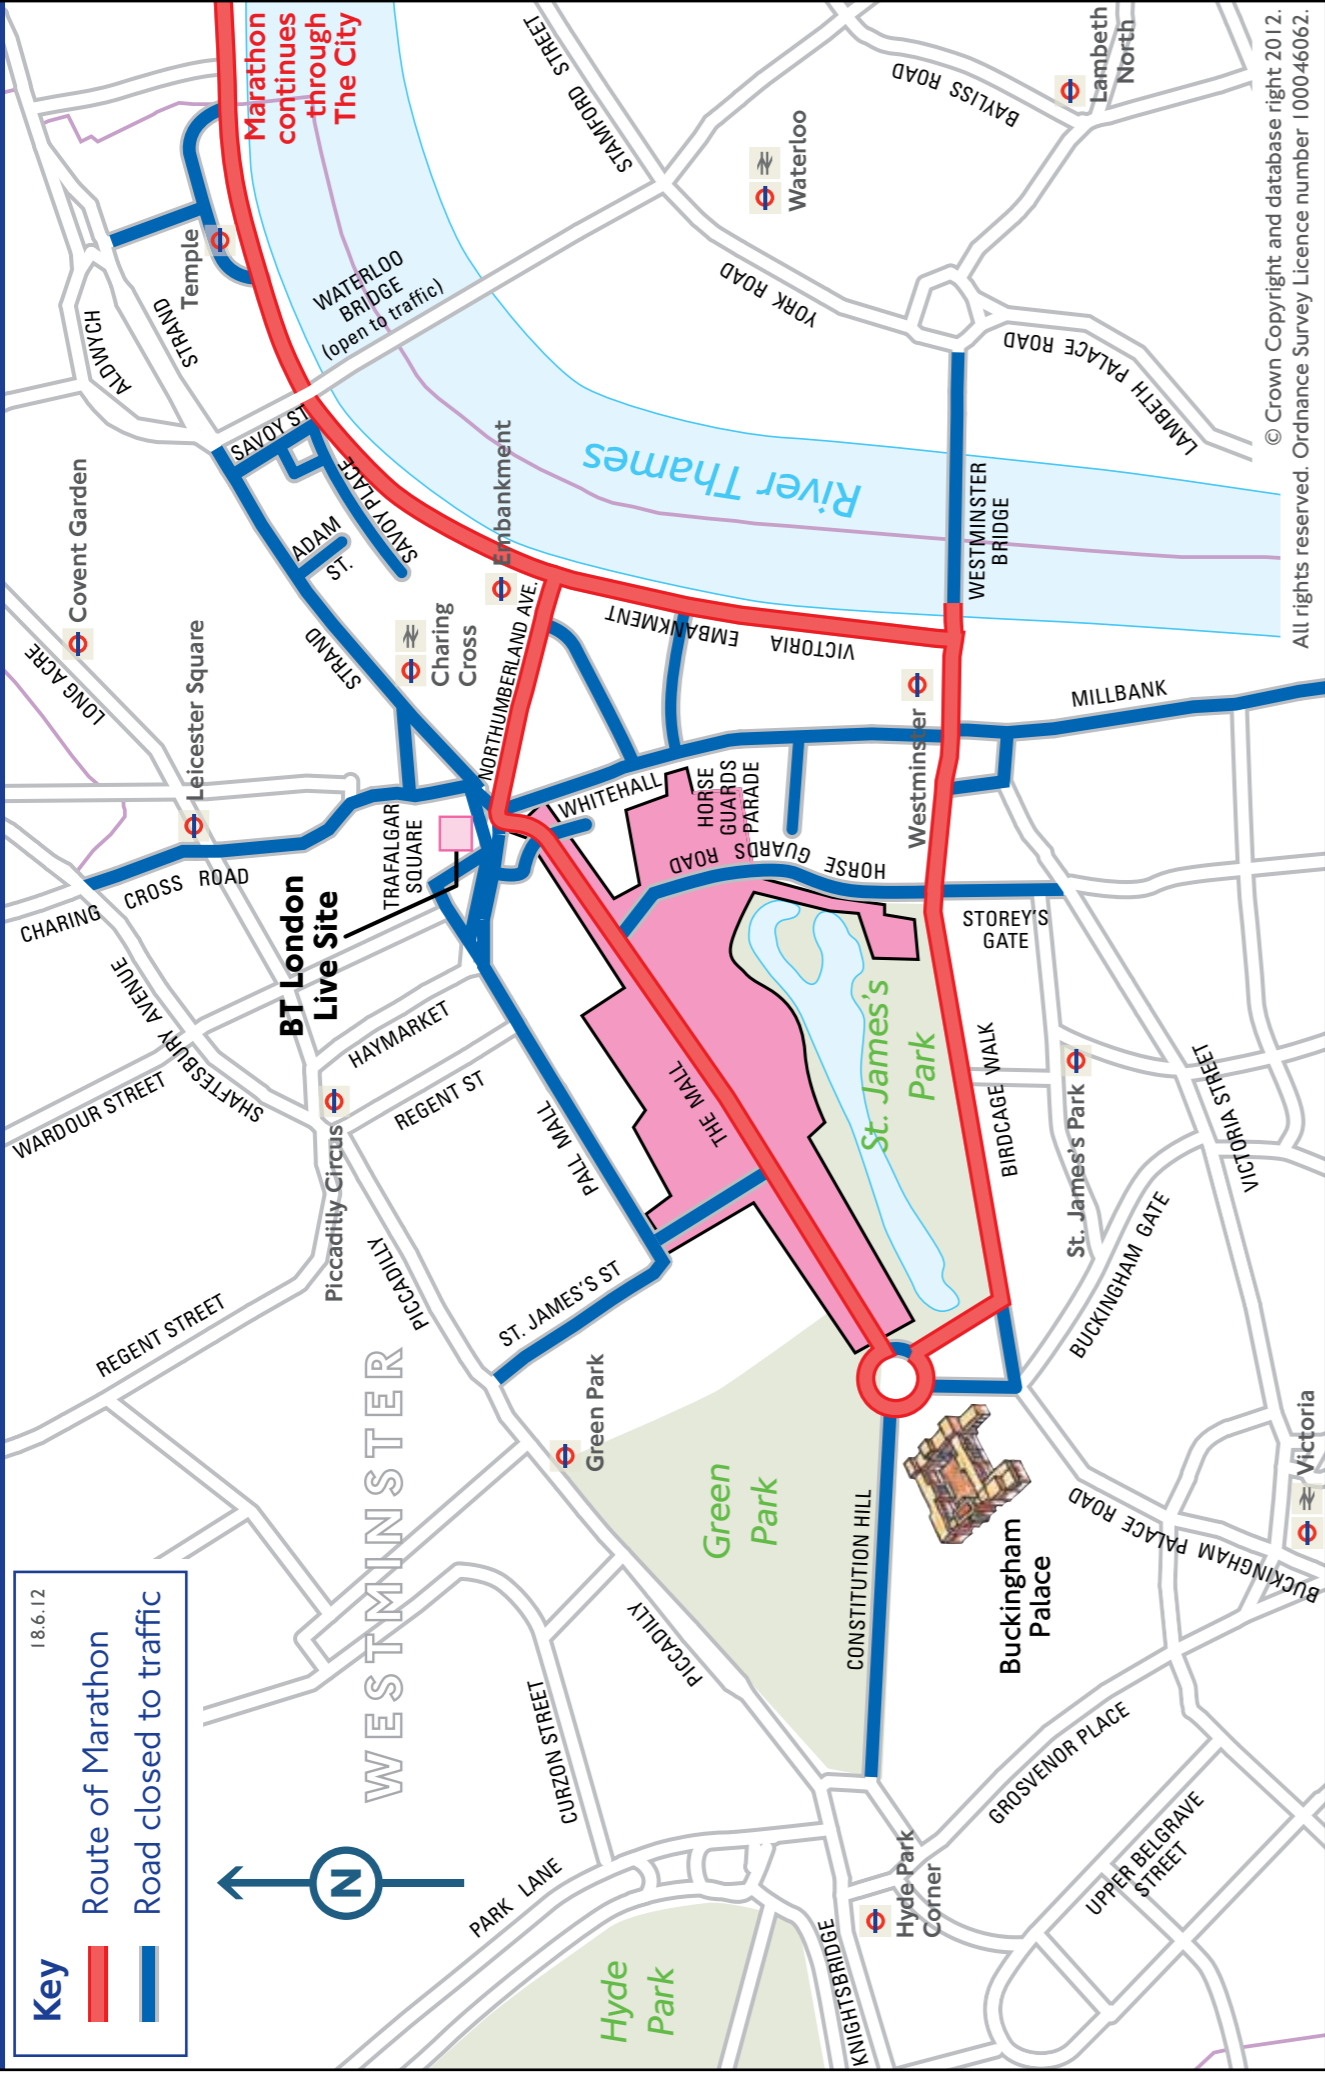 Key
18.6.12
Route of Marathon
Road closed to traffic
N
WESTMINSTER
Marathon
continues
through
The City
CHARING CROSS ROAD
LONG ACRE
Covent Garden
Leicester Square
ALDWYCH
STRAND
Temple
WATERLOO
BRIDGE
(open to traffic)
SAVOY ST
SAVOY PLACE
ADAM
ST.
STRAND
Charing
Cross
Embankment
NORTHUMBERLAND AVE.
VICTORIA EMBANKMENT
River Thames
STAMFORD STREET
Waterloo
BAYLISS ROAD
Lambeth
North
YORK ROAD
LAMBETH PALACE ROAD
WESTMINSTER
BRIDGE
MILLBANK
Westminster
WHITEHALL
HORSE
GUARDS
PARADE
HORSE GUARDS ROAD
TRAFALGAR
SQUARE
BT London
Live Site
SHAFTESBURY AVENUE
WARDOUR STREET
HAYMARKET
REGENT ST
Piccadilly Circus
REGENT STREET
PICCADILLY
PALL MALL
ST. JAMES'S ST
THE MALL
St. James's
Park
STOREY'S
GATE
BIRDCAGE WALK
St. James's Park
VICTORIA STREET
BUCKINGHAM GATE
Green Park
Green
Park
PICCADILLY
CONSTITUTION HILL
Buckingham
Palace
BUCKINGHAM PALACE ROAD
Victoria
CURZON STREET
PARK LANE
Hyde
Park
KNIGHTSBRIDGE
Hyde Park
Corner
GROSVENOR PLACE
UPPER BELGRAVE
STREET
© Crown Copyright and database right 2012.
All rights reserved. Ordnance Survey Licence number 100046062.